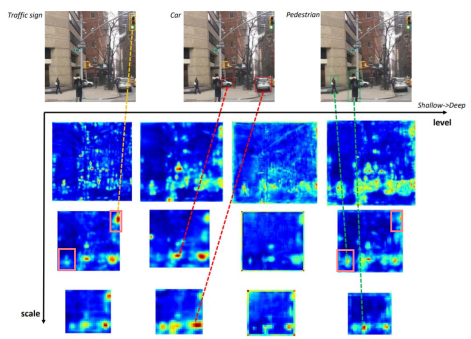 Traffic sign
Car
Pedestrian
Shallow->Deep
level
scale